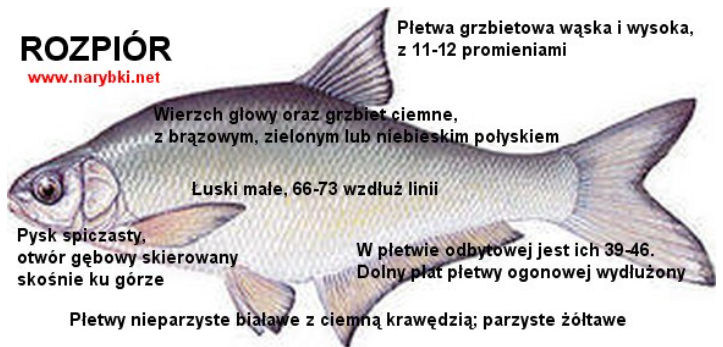 ROZPIÓR
www.narybki.net
Płetwa grzbietowa wąska i wysoka,
z 11-12 promieniami
Wierzch głowy oraz grzbiet ciemne,
z brązowym, zielonym lub niebieskim połyskiem
Łuski małe, 66-73 wzdłuż linii
Pysk spiczasty,
otwór gębowy skierowany
skośnie ku górze
W płetwie odbytowej jest ich 39-46.
Dolny płat płetwy ogonowej wydłużony
Płetwy nieparzyste białawe z ciemną krawędzią; parzyste żółtawe